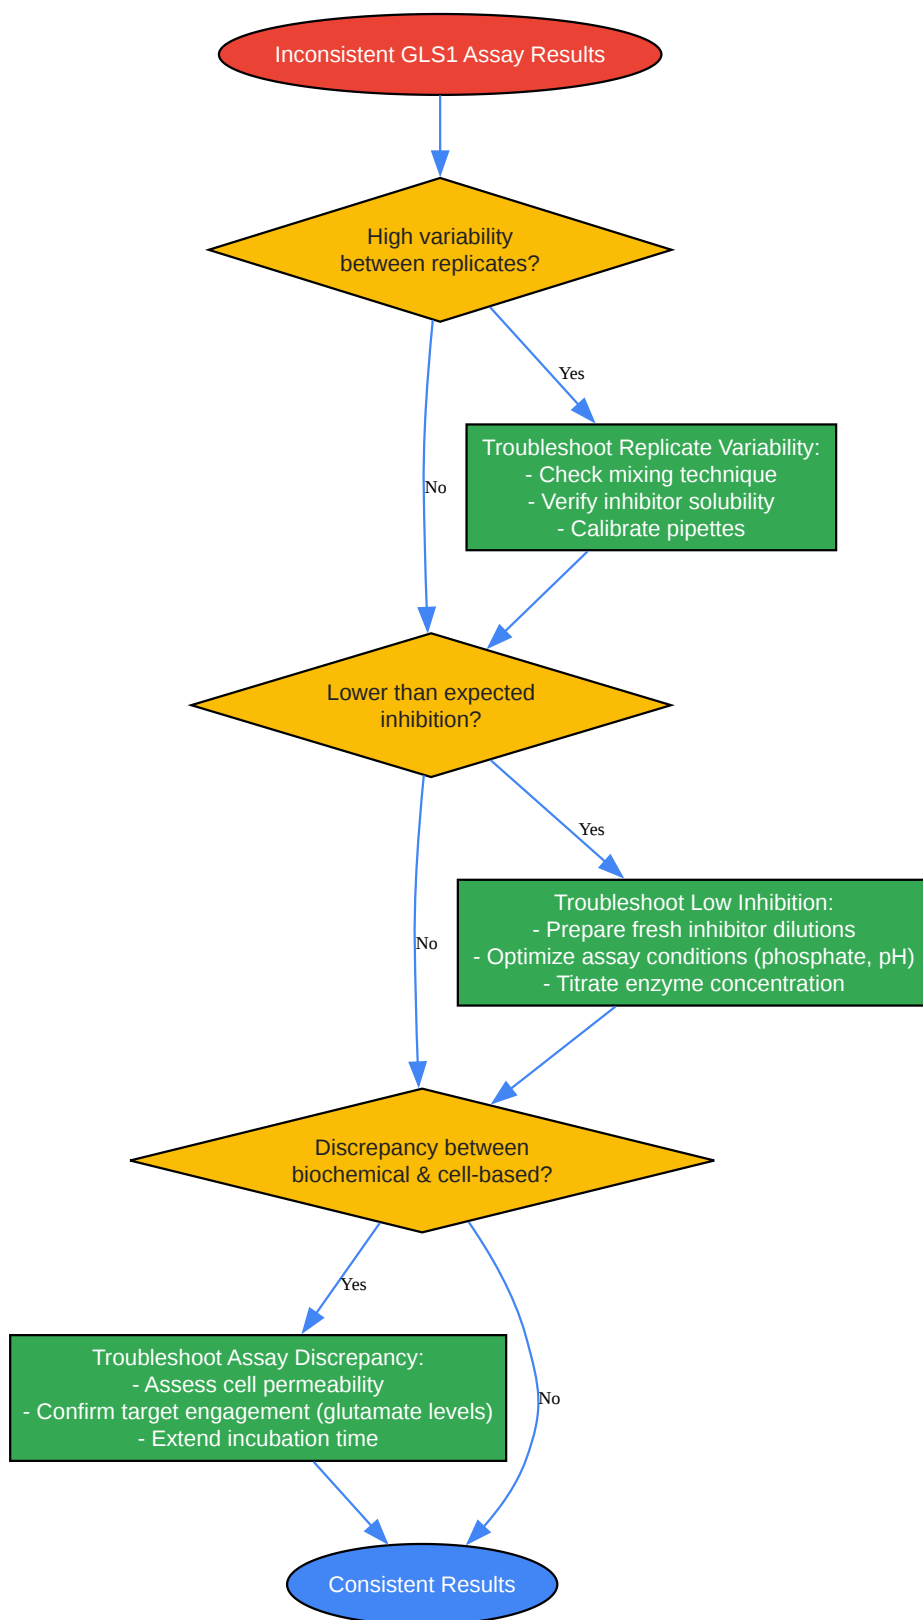 Inconsistent GLS1 Assay Results
High variability
between replicates?
Yes
Troubleshoot Replicate Variability:
- Check mixing technique
- Verify inhibitor solubility
- Calibrate pipettes
No
Lower than expected
inhibition?
Yes
Troubleshoot Low Inhibition:
- Prepare fresh inhibitor dilutions
- Optimize assay conditions (phosphate, pH)
- Titrate enzyme concentration
No
Discrepancy between
biochemical & cell-based?
Yes
Troubleshoot Assay Discrepancy:
- Assess cell permeability
- Confirm target engagement (glutamate levels)
- Extend incubation time
No
Consistent Results